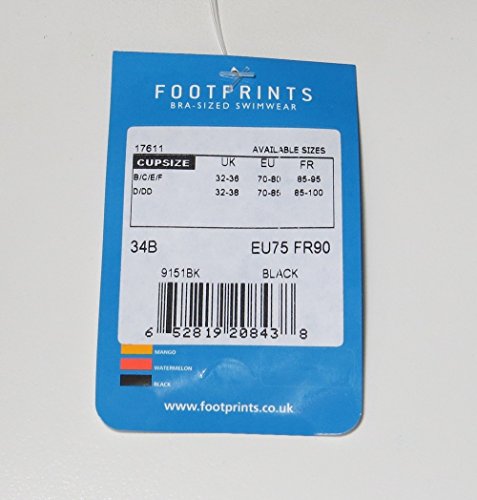 FOOTPRINTS
BRA-SIZED SWIMWEAR
17611 AVAILABLE SIZES
CUPSIZE UK EU FR
B/C/E/F 32-36 70-80 85-95
D/DD 32-38 70-85 85-100
34B EU75 FR90
9151BK BLACK
6 52819 20843 8
MANGO
WATERMELON
BLACK
www.footprints.co.uk